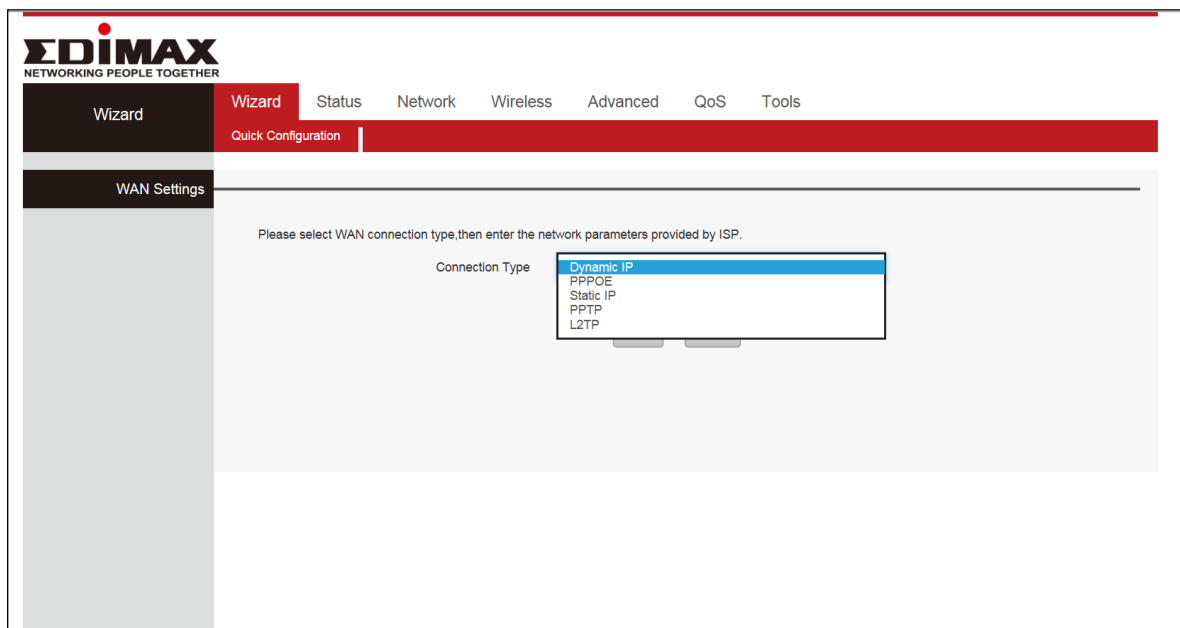 EDIMAX
NETWORKING PEOPLE TOGETHER
Wizard
Wizard Status Network Wireless Advanced QoS Tools
Quick Configuration
WAN Settings
Please select WAN connection type,then enter the network parameters provided by ISP.
Connection Type
Dynamic IP
PPPOE
Static IP
PPTP
L2TP